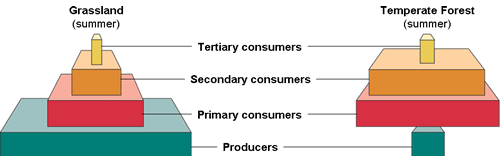 Grassland
(summer)
Temperate Forest
(summer)
Tertiary consumers
Secondary consumers
Primary consumers
Producers